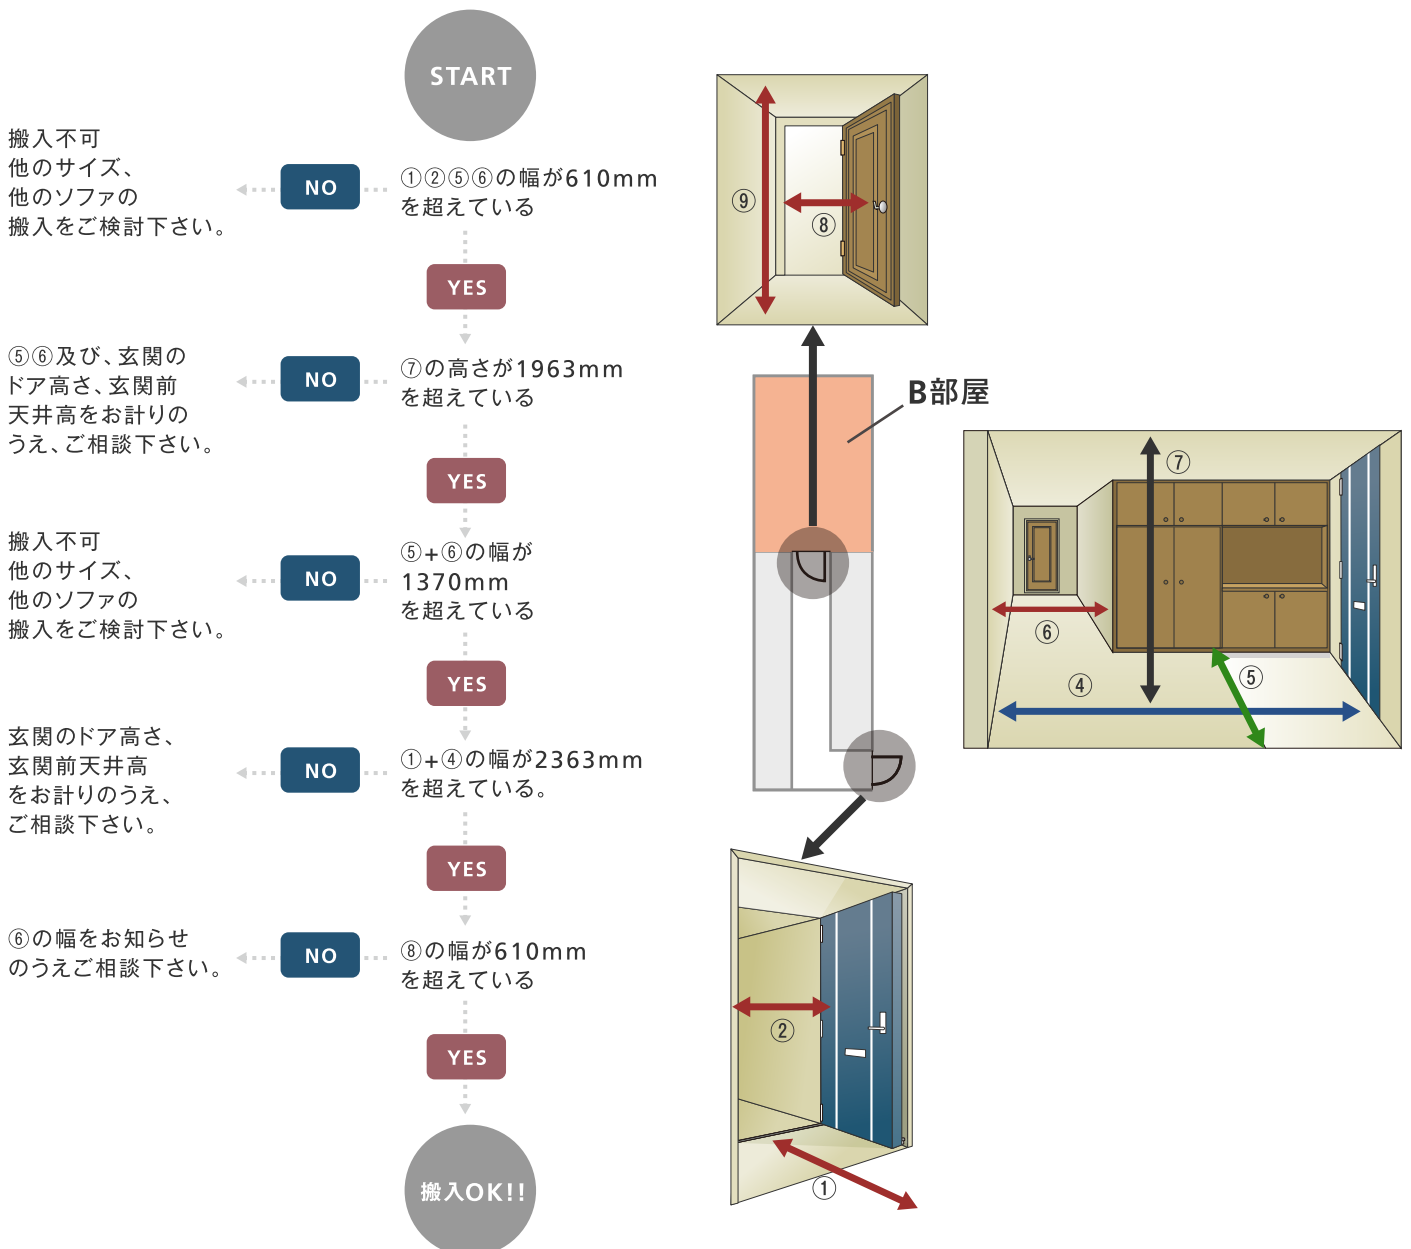 START
搬入不可
他のサイズ、
他のソファの
搬入をご検討下さい。
NO
①②⑤⑥の幅が610mm
を超えている
YES
⑤⑥及び、玄関の
ドア高さ、玄関前
天井高をお計りの
うえ、ご相談下さい。
NO
⑦の高さが1963mm
を超えている
YES
搬入不可
他のサイズ、
他のソファの
搬入をご検討下さい。
NO
⑤+⑥の幅が
1370mm
を超えている
YES
玄関のドア高さ、
玄関前天井高
をお計りのうえ、
ご相談下さい。
NO
①+④の幅が2363mm
を超えている。
YES
⑥の幅をお知らせ
のうえご相談下さい。
NO
⑧の幅が610mm
を超えている
YES
搬入OK!!
⑨
⑧
B部屋
⑦
⑥
④
⑤
②
①